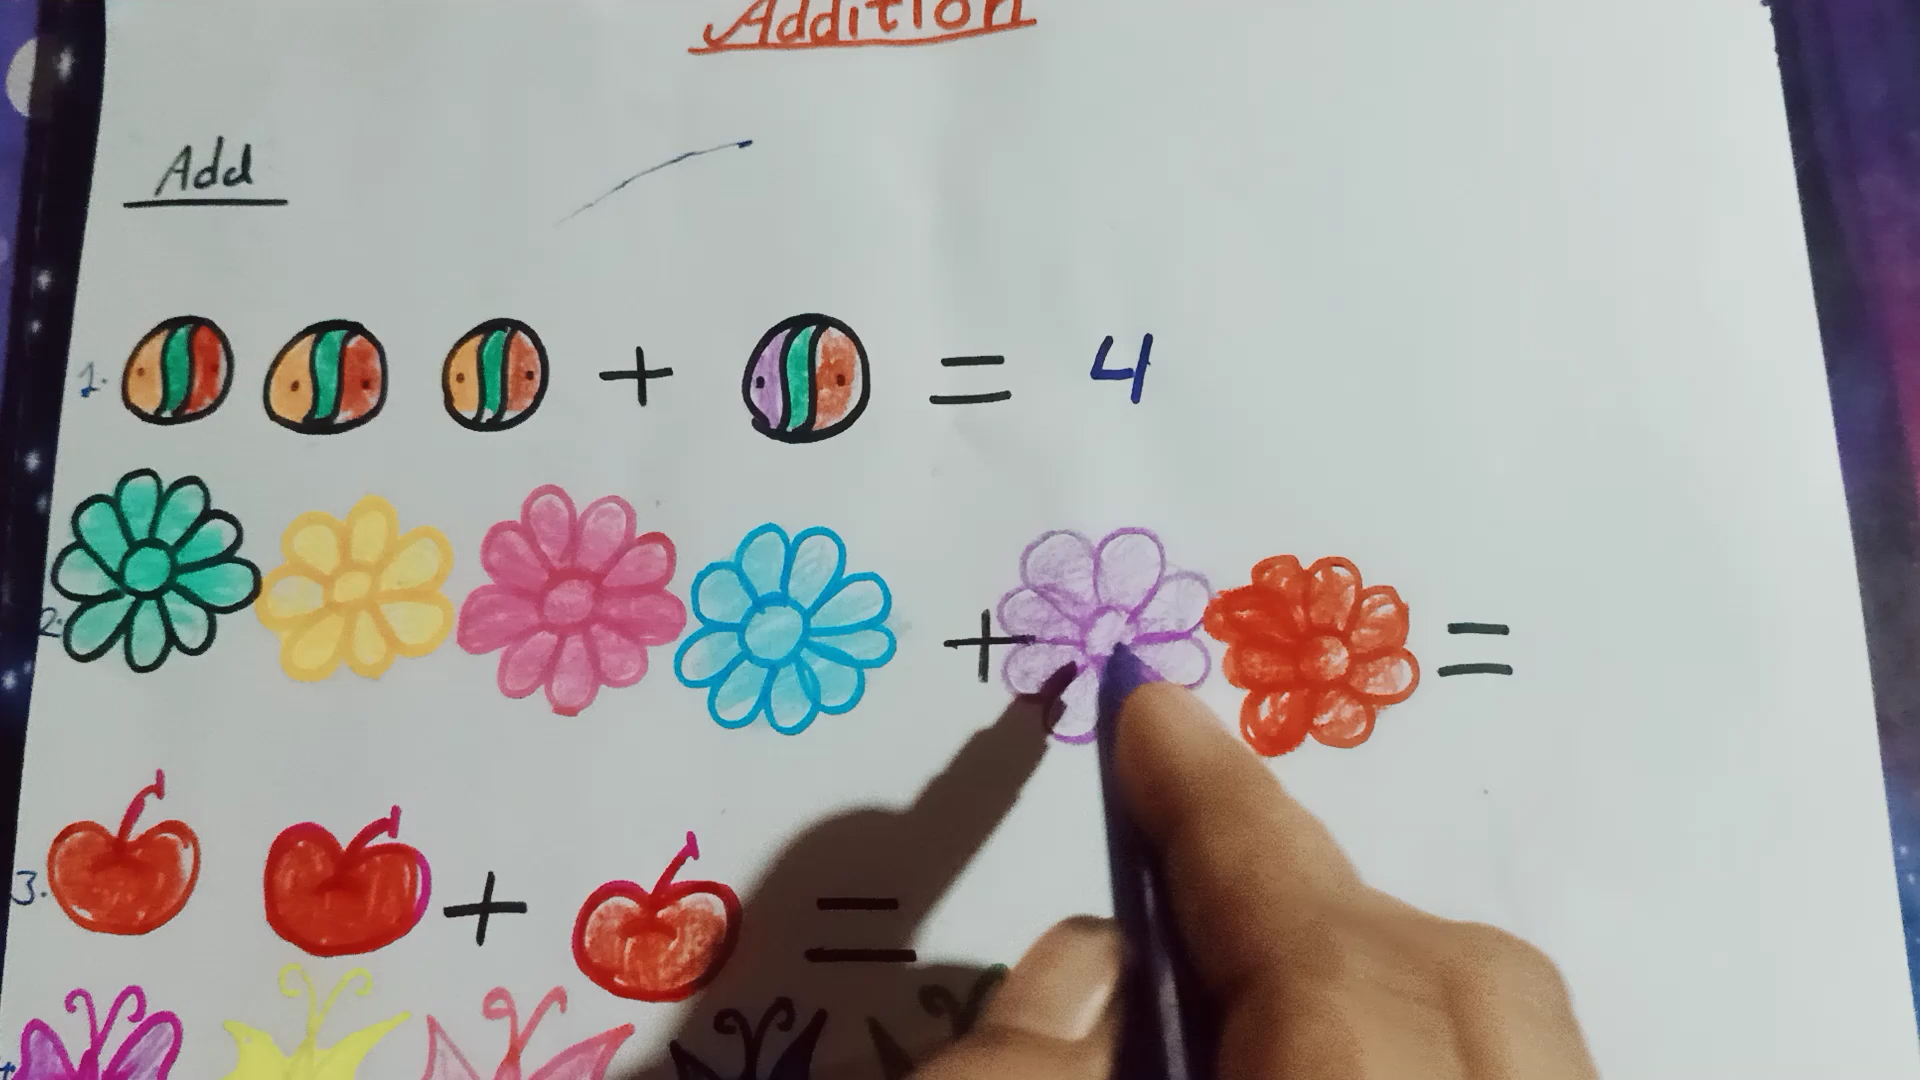 Addition
Add
1. + = 4
2. + =
3. + =